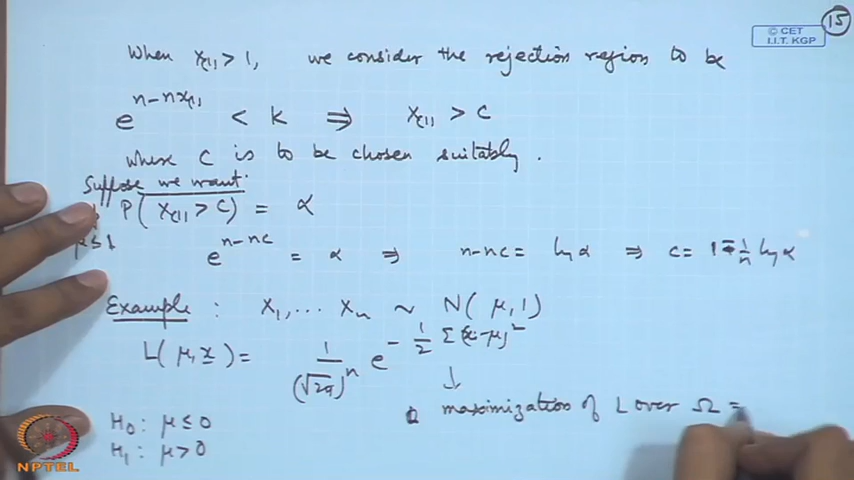 15
© CET
I.I.T. KGP
When x₍₁₎ > 1, we consider the rejection region to be
e^{n-nx₍₁₎} < k ⇒ x₍₁₎ > c
where c is to be chosen suitably.
Suppose we want
P( x₍₁₎ > c) = α
μ≤1
e^{n-nc} = α ⇒ n-nc = ln α ⇒ c = 1 - 1/n ln α
Example : X₁, ... Xₙ ~ N( μ, 1)
L( μ, x) = 1/(√2π)ⁿ e^{-1/2 Σ(xᵢ-μ)²}
↓
maximization of L over Ω =
H₀ : μ ≤ 0
H₁ : μ > 0
NPTEL